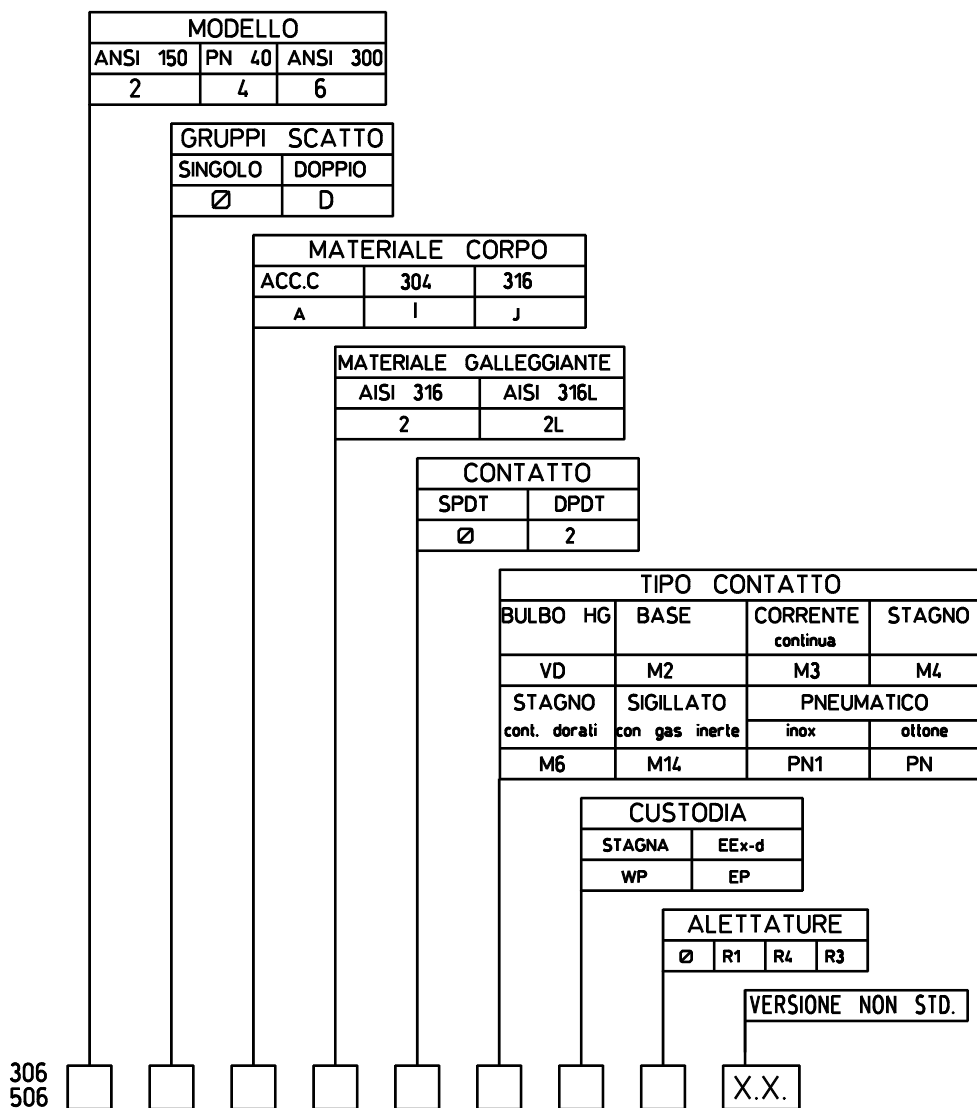 MODELLO
ANSI 150 PN 40 ANSI 300
2 4 6
GRUPPI SCATTO
SINGOLO DOPPIO
Ø D
MATERIALE CORPO
ACC.C 304 316
A I J
MATERIALE GALLEGGIANTE
AISI 316 AISI 316L
2 2L
CONTATTO
SPDT DPDT
Ø 2
TIPO CONTATTO
BULBO HG BASE CORRENTE STAGNO
continua
VD M2 M3 M4
STAGNO SIGILLATO PNEUMATICO
cont. dorati con gas inerte inox ottone
M6 M14 PN1 PN
CUSTODIA
STAGNA EEx-d
WP EP
ALETTATURE
Ø R1 R4 R3
VERSIONE NON STD.
306
506
X.X.